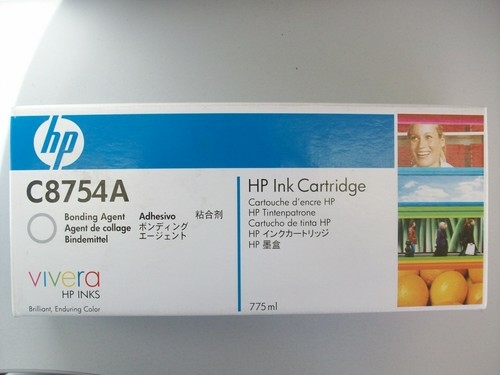 hp
C8754A
Bonding Agent
Agent de collage
Bindemittel
Adhesivo
ボンディング
エージェント
粘合剂
vivera
HP INKS
Brilliant, Enduring Color
HP Ink Cartridge
Cartouche d'encre HP
HP Tintenpatrone
Cartucho de tinta HP
HP インクカートリッジ
HP 墨盒
775 ml